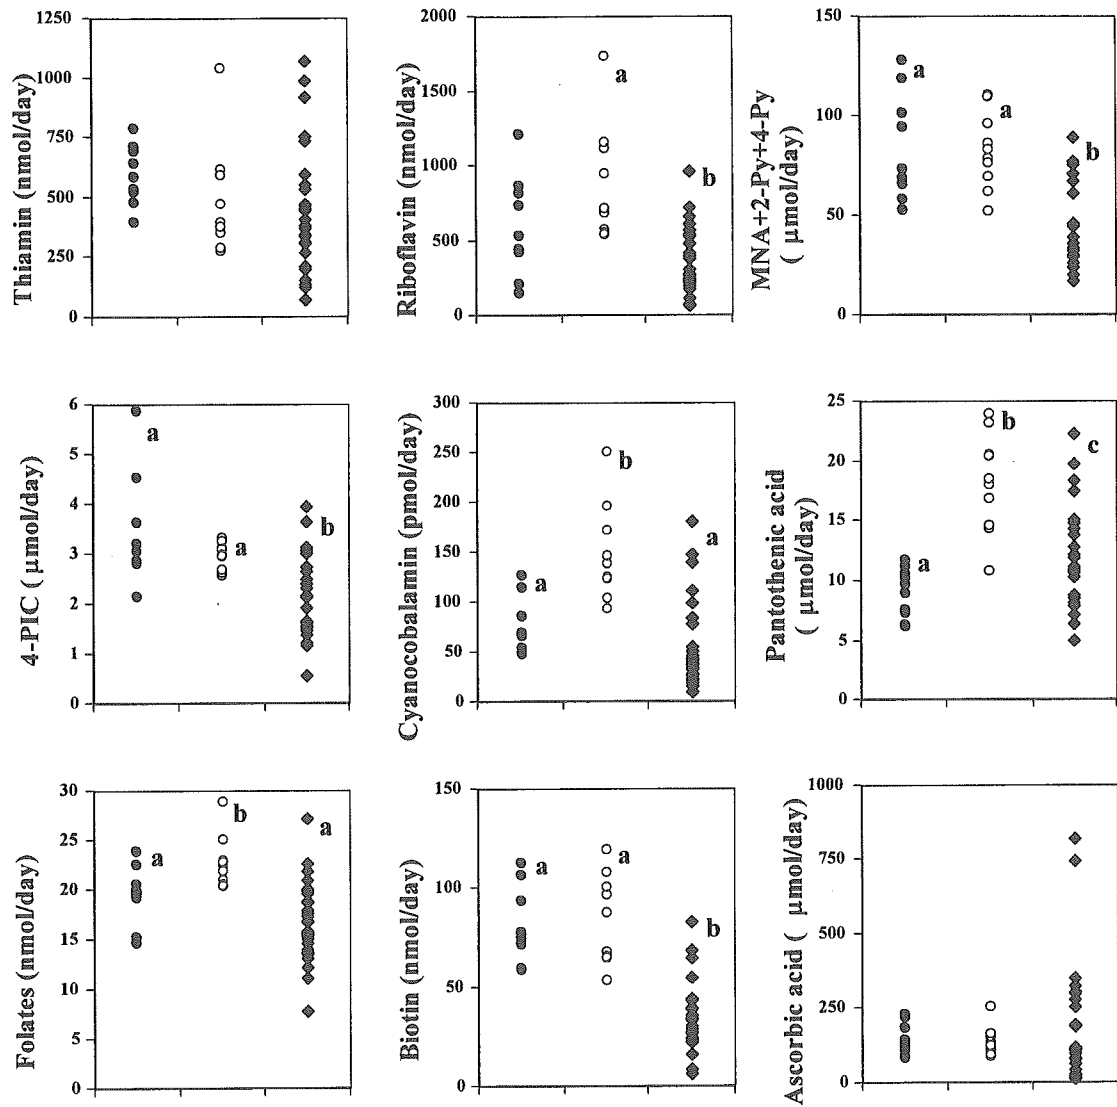 Thiamin (nmol/day)
1250
1000
750
500
250
0
Riboflavin (nmol/day)
2000
1500
1000
500
0
a
b
MNA+2-Py+4-Py
( μmol/day)
150
100
50
0
a
a
b
4-PIC ( μmol/day)
6
5
4
3
2
1
0
a
a
b
Cyanocobalamin (pmol/day)
300
250
200
150
100
50
0
a
b
a
Pantothenic acid
( μmol/day)
25
20
15
10
5
0
a
b
c
Folates (nmol/day)
30
25
20
15
10
5
0
a
b
a
Biotin (nmol/day)
150
100
50
0
a
a
b
Ascorbic acid ( μmol/day)
1000
750
500
250
0